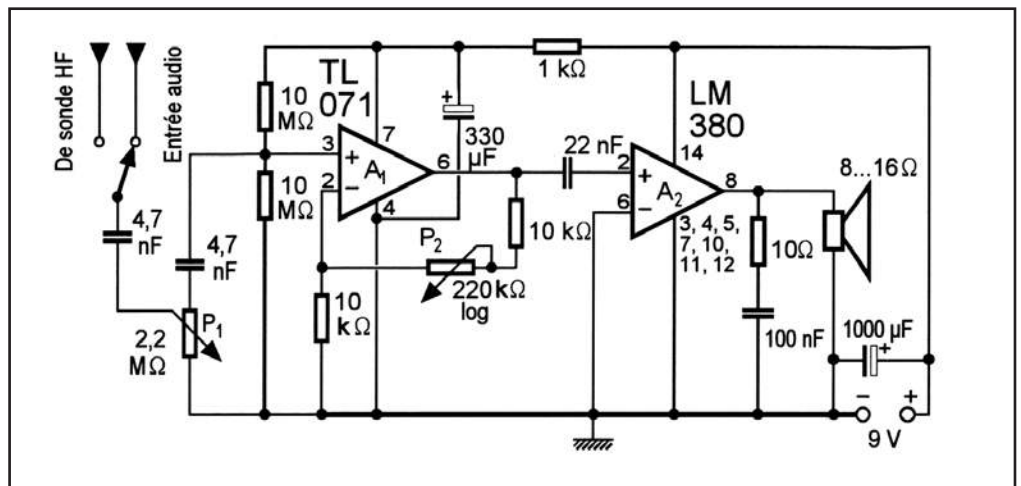 De sonde HF
Entrée audio
4,7
nF
4,7
nF
2,2
MΩ
P1
10
MΩ
10
MΩ
TL
071
3
+
2
−
A1
7
6
4
+
330
µF
1 kΩ
P2
220 kΩ
log
10
kΩ
10 kΩ
22 nF
LM
380
2
+
6
−
A2
14
8
3, 4, 5,
7, 10,
11, 12
10Ω
100 nF
8...16Ω
1000 µF
+
−
+
9 V